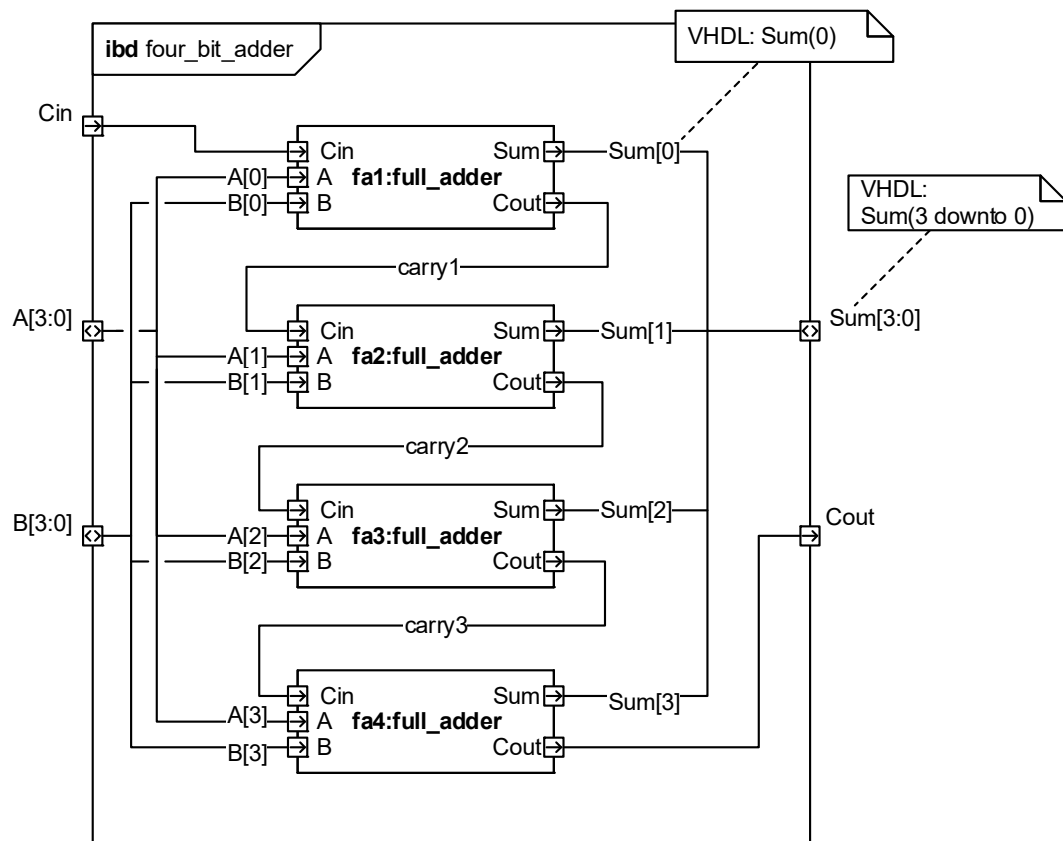 ibd four_bit_adder
VHDL: Sum(0)
Cin
Cin
A
B
fa1:full_adder
Sum
Cout
A[0]
B[0]
Sum[0]
VHDL:
Sum(3 downto 0)
carry1
A[3:0]
Cin
A
B
fa2:full_adder
Sum
Cout
A[1]
B[1]
Sum[1]
Sum[3:0]
carry2
B[3:0]
Cin
A
B
fa3:full_adder
Sum
Cout
A[2]
B[2]
Sum[2]
Cout
carry3
Cin
A
B
fa4:full_adder
Sum
Cout
A[3]
B[3]
Sum[3]